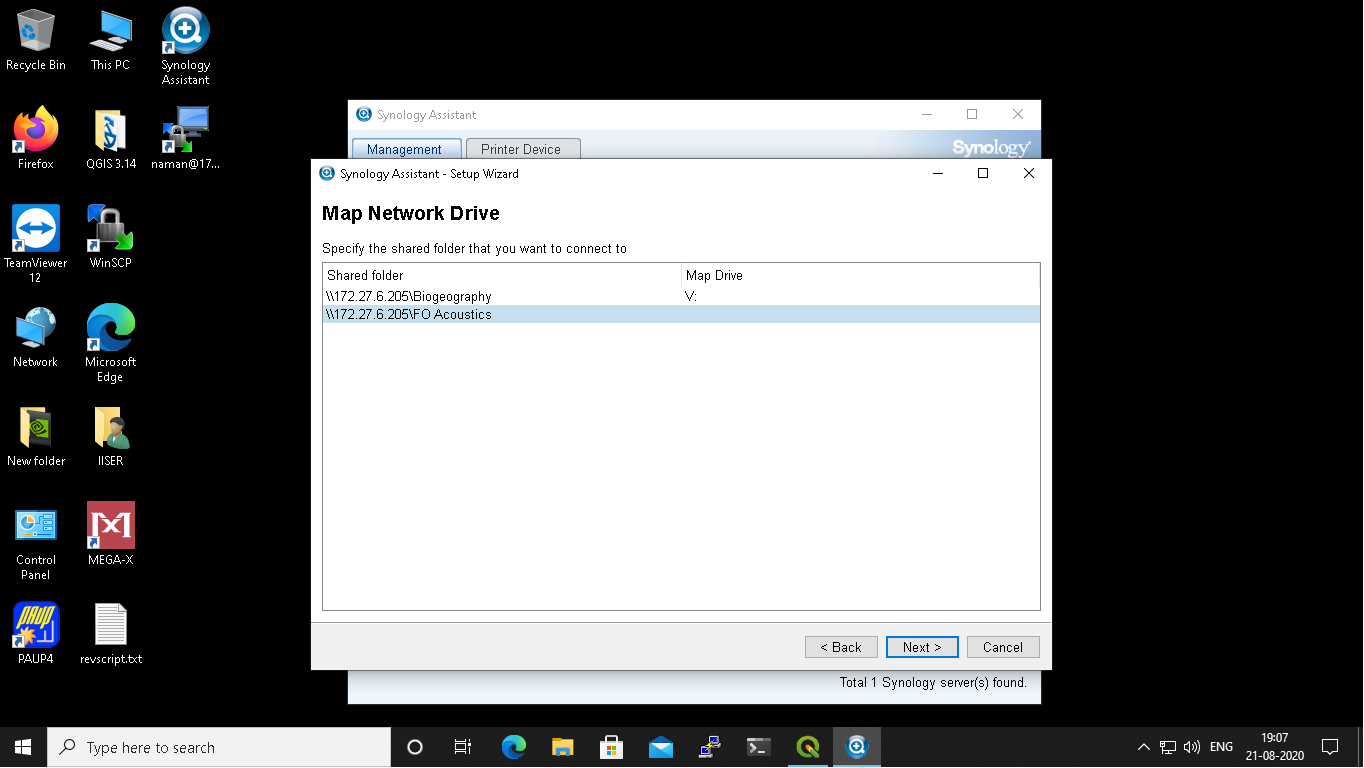 Recycle Bin
This PC
Synology
Assistant
Firefox
QGIS 3.14
naman@17...
TeamViewer
12
WinSCP
Network
Microsoft
Edge
New folder
IISER
Control
Panel
MEGA-X
PAUP
PAUP4
revscript.txt
Synology Assistant
Management
Printer Device
Synology
Synology Assistant - Setup Wizard
Map Network Drive
Specify the shared folder that you want to connect to
Shared folder
Map Drive
\\172.27.6.205\Biogeography
V:
\\172.27.6.205\FO Acoustics
< Back
Next >
Cancel
Total 1 Synology server(s) found.
Type here to search
ENG
19:07
21-08-2020